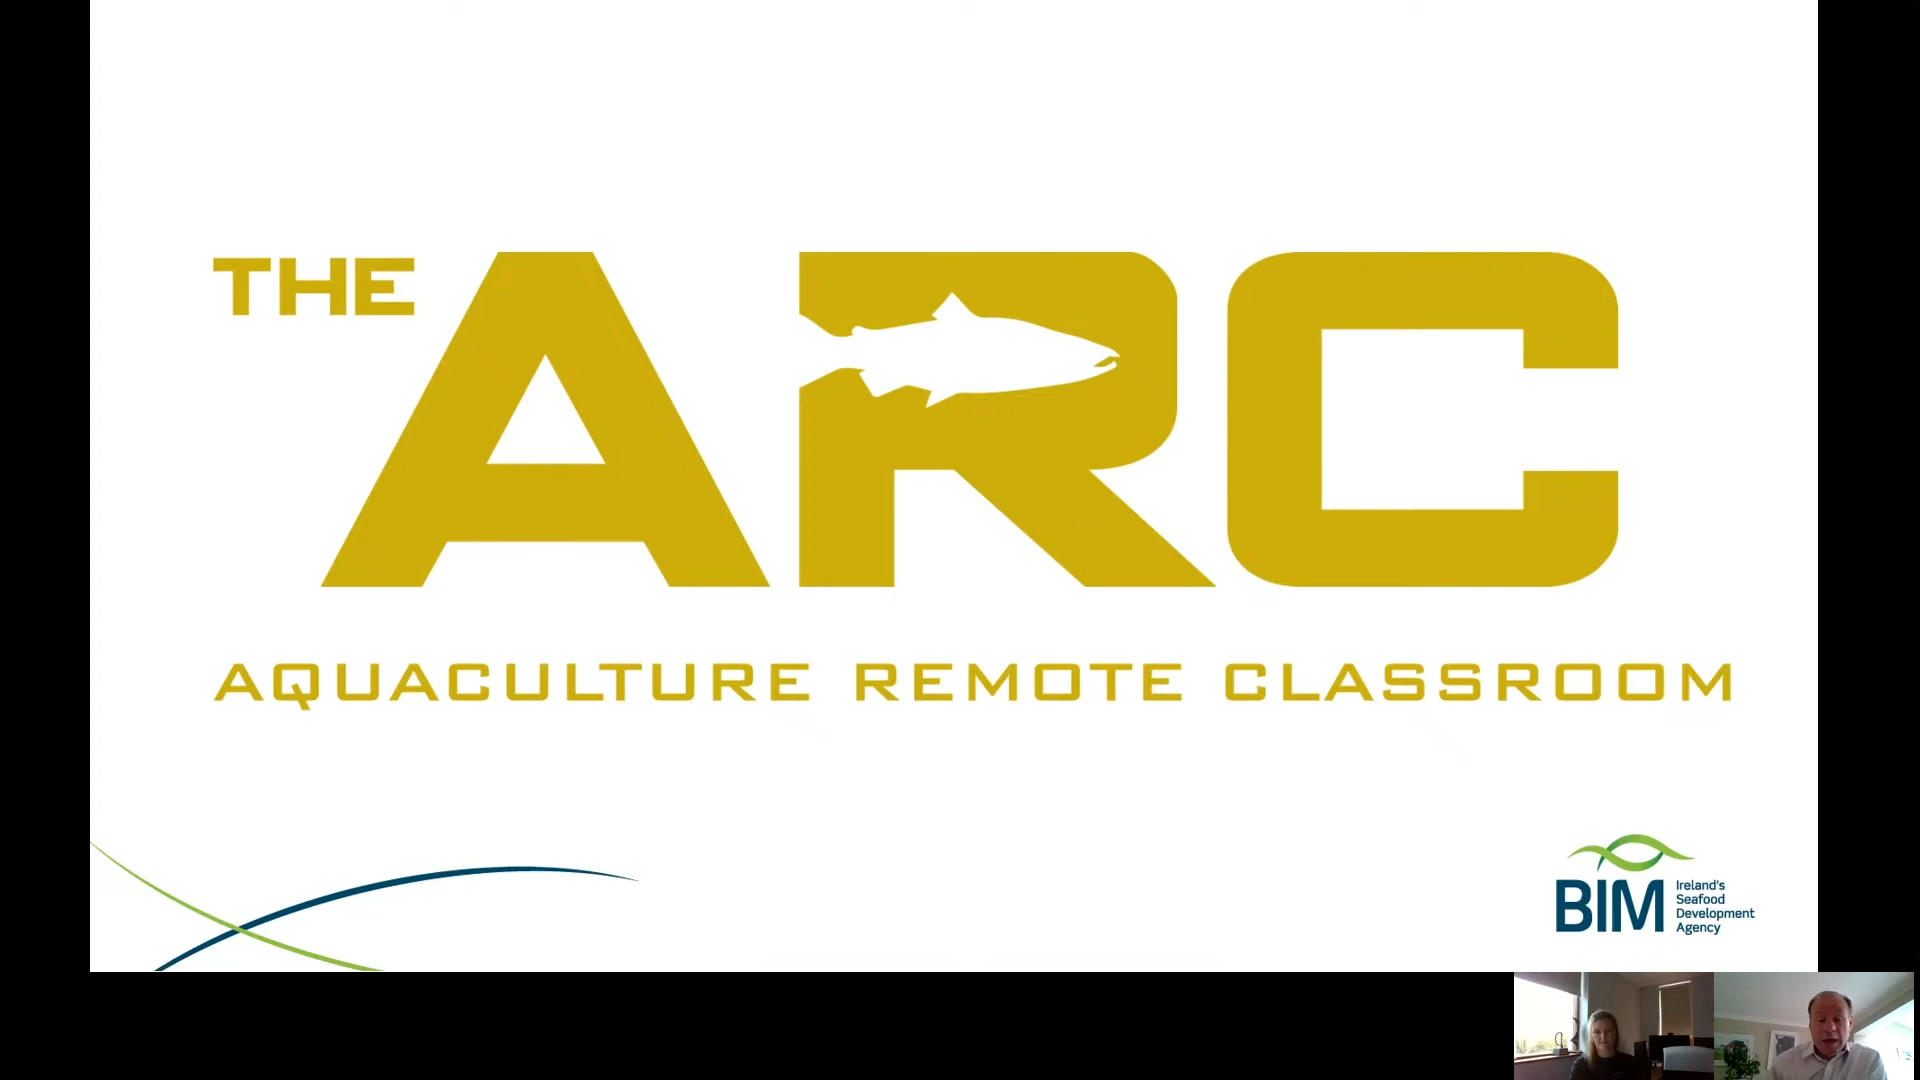 THE
ARC
AQUACULTURE REMOTE CLASSROOM
BIM
Ireland's
Seafood
Development
Agency